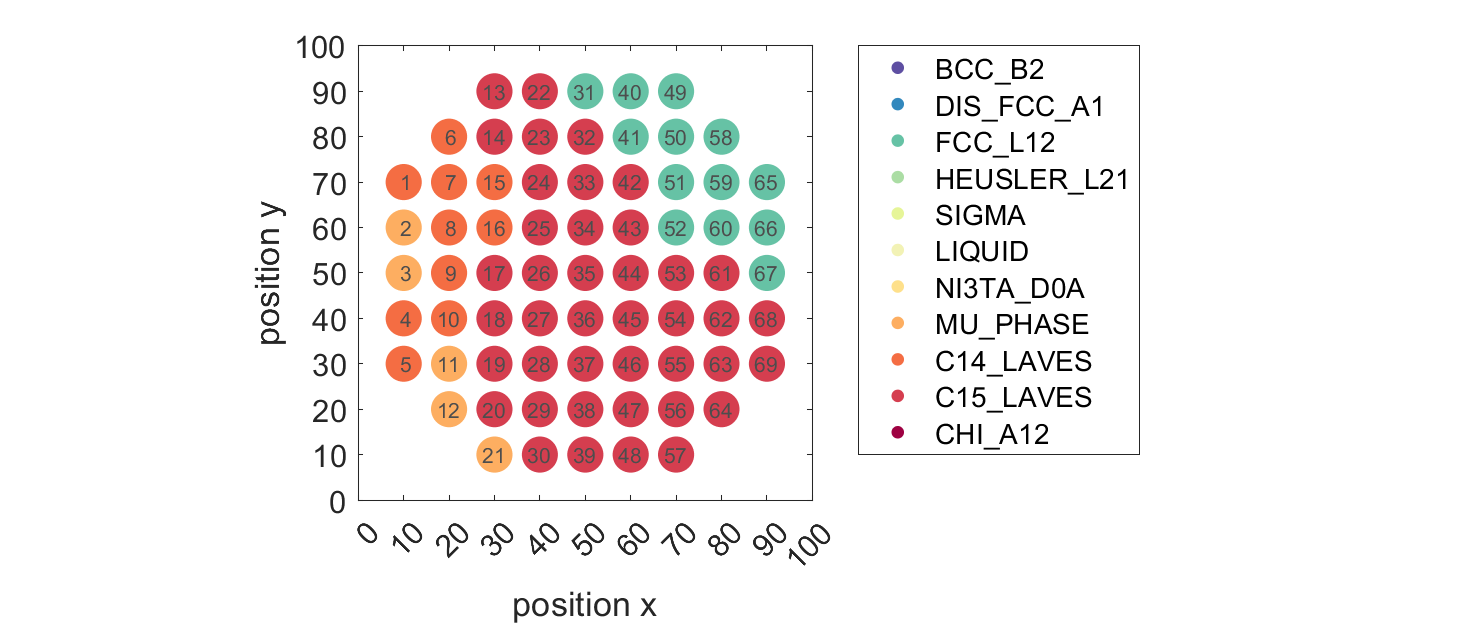 100
90 13 22 31 40 49
80 6 14 23 32 41 50 58
70 1 7 15 24 33 42 51 59 65
60 2 8 16 25 34 43 52 60 66
50 3 9 17 26 35 44 53 61 67
40 4 10 18 27 36 45 54 62 68
30 5 11 19 28 37 46 55 63 69
20 12 20 29 38 47 56 64
10 21 30 39 48 57
0
position y
0 10 20 30 40 50 60 70 80 90 100
position x
BCC_B2
DIS_FCC_A1
FCC_L12
HEUSLER_L21
SIGMA
LIQUID
NI3TA_D0A
MU_PHASE
C14_LAVES
C15_LAVES
CHI_A12